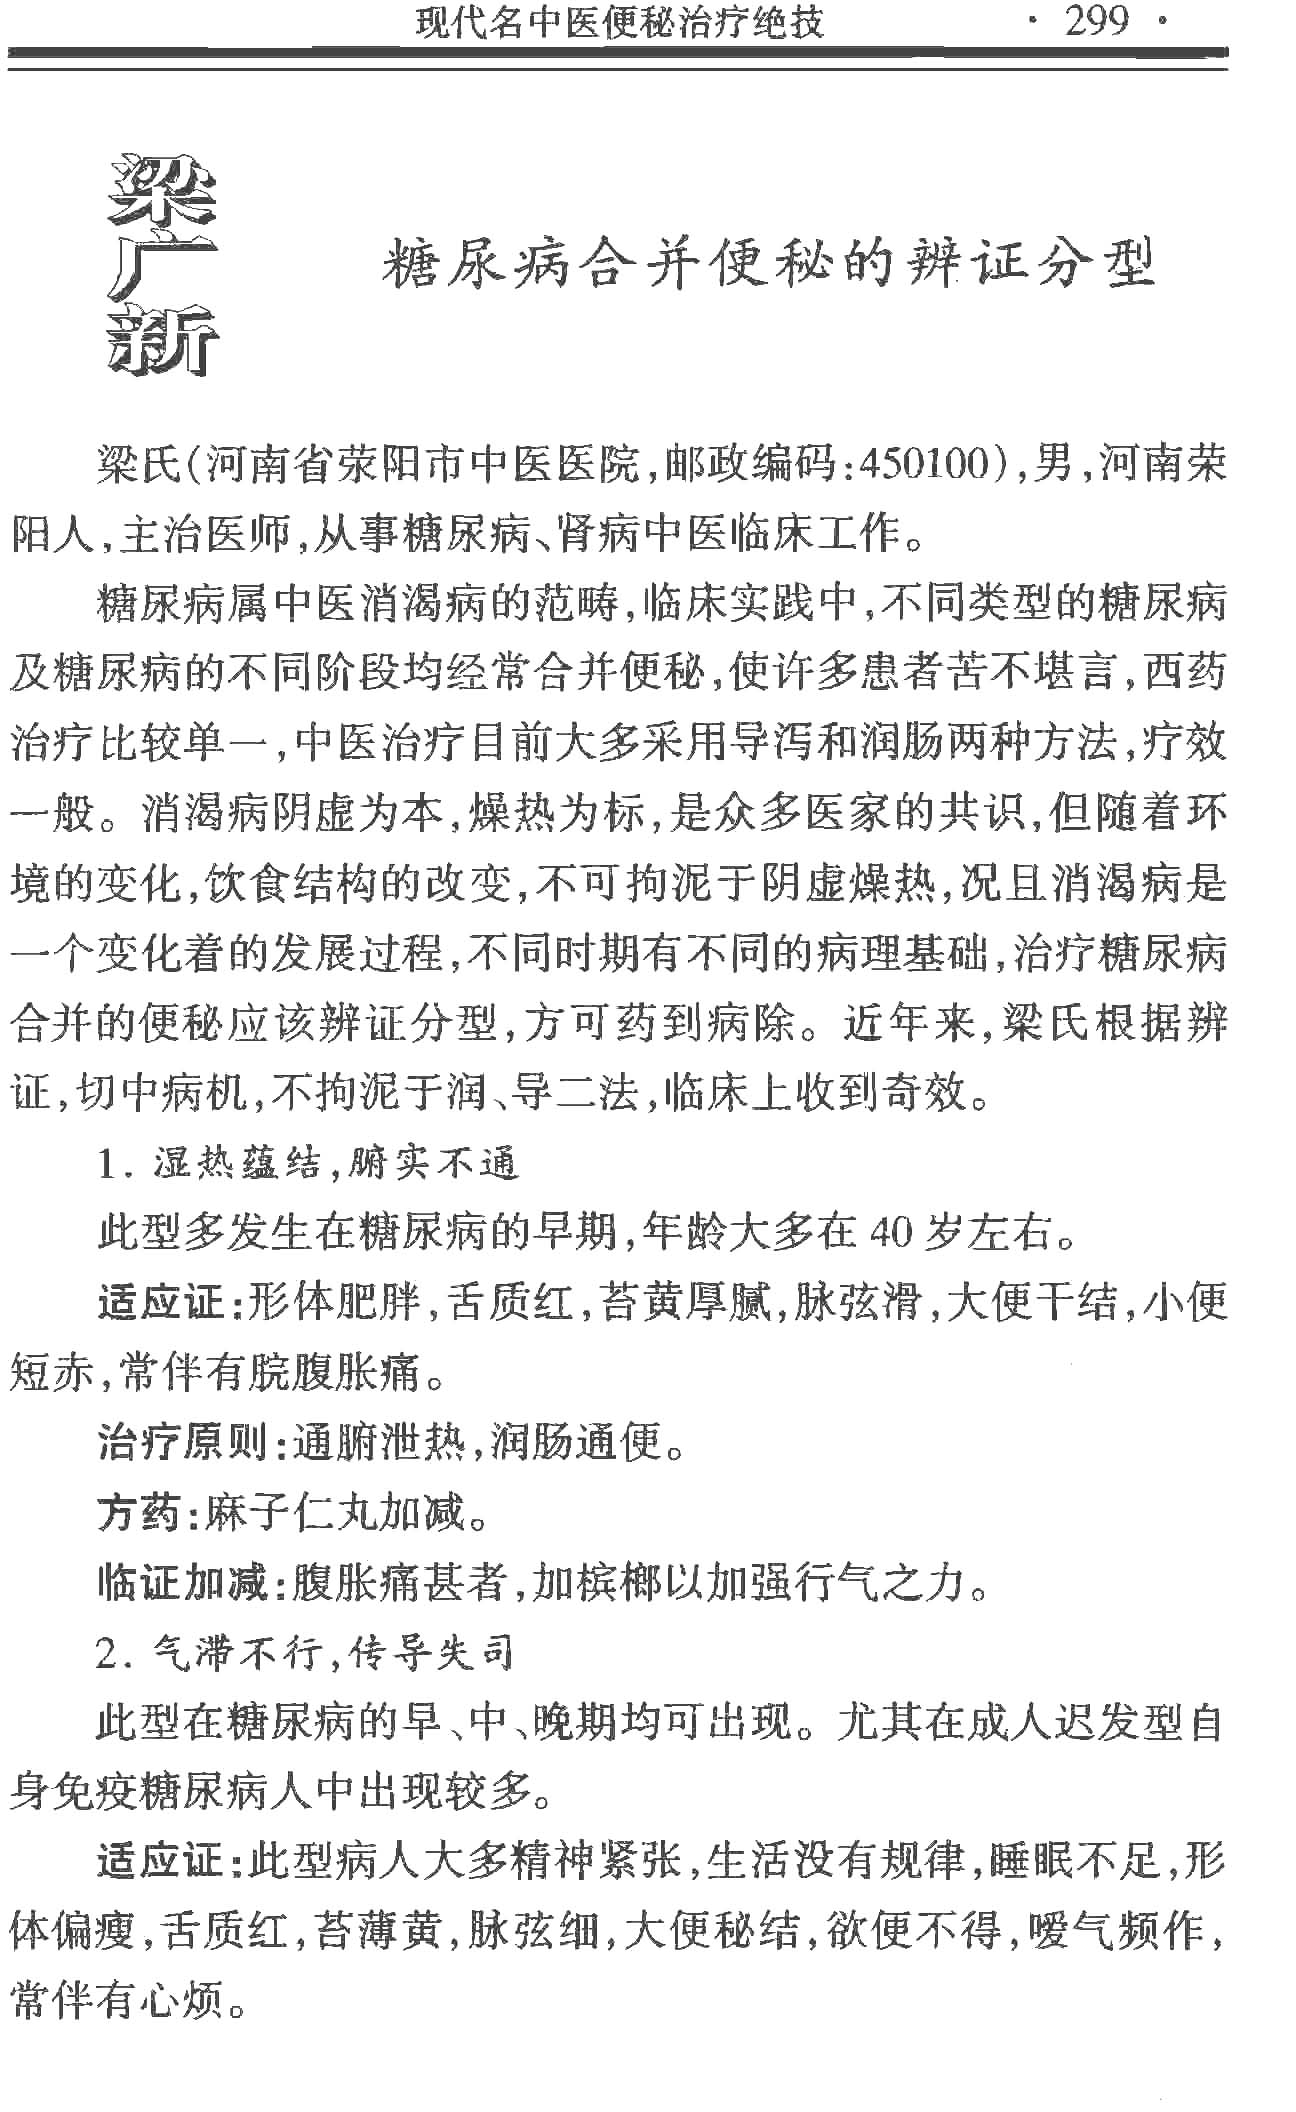 现代名中医便秘治疗绝技 · 299 ·
梁广新
糖尿病合并便秘的辨证分型
梁氏(河南省荥阳市中医医院,邮政编码:450100),男,河南荣
阳人,主治医师,从事糖尿病、肾病中医临床工作。
糖尿病属中医消渴病的范畴,临床实践中,不同类型的糖尿病
及糖尿病的不同阶段均经常合并便秘,使许多患者苦不堪言,西药
治疗比较单一,中医治疗目前大多采用导泻和润肠两种方法,疗效
一般。消渴病阴虚为本,燥热为标,是众多医家的共识,但随着环
境的变化,饮食结构的改变,不可拘泥于阴虚燥热,况且消渴病是
一个变化着的发展过程,不同时期有不同的病理基础,治疗糖尿病
合并的便秘应该辨证分型,方可药到病除。近年来,梁氏根据辨
证,切中病机,不拘泥于润、导二法,临床上收到奇效。
1. 湿热蕴结,腑实不通
此型多发生在糖尿病的早期,年龄大多在 40 岁左右。
适应证:形体肥胖,舌质红,苔黄厚腻,脉弦滑,大便干结,小便
短赤,常伴有脘腹胀痛。
治疗原则:通腑泄热,润肠通便。
方药:麻子仁丸加减。
临证加减:腹胀痛甚者,加槟榔以加强行气之力。
2. 气滞不行,传导失司
此型在糖尿病的早、中、晚期均可出现。尤其在成人迟发型自
身免疫糖尿病人中出现较多。
适应证:此型病人大多精神紧张,生活没有规律,睡眠不足,形
体偏瘦,舌质红,苔薄黄,脉弦细,大便秘结,欲便不得,嗳气频作,
常伴有心烦。